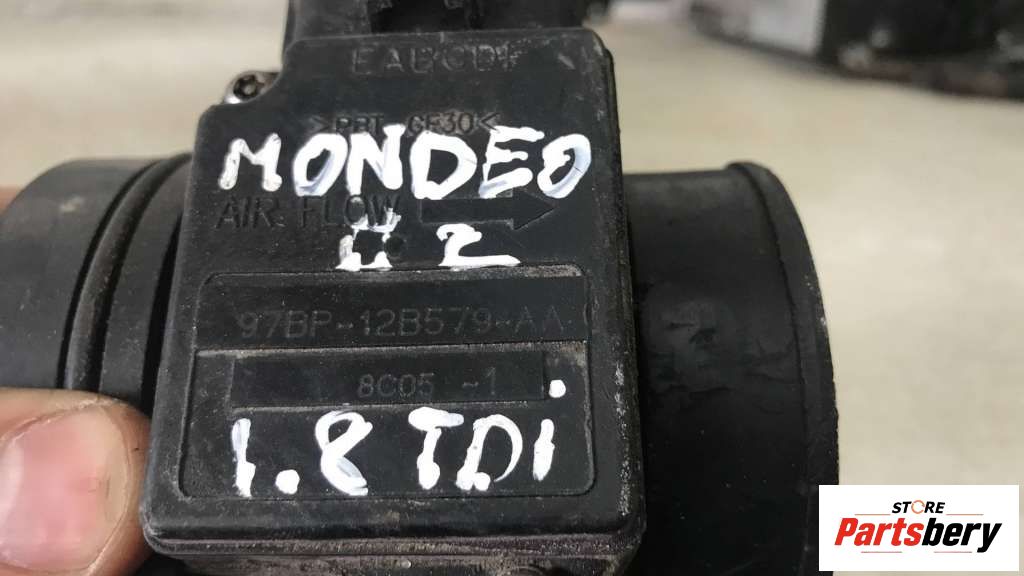 EABCDF
>PBT-GF30<
MONDEO
AIR FLOW
2
97BP-12B579-AA
8C05 -1
1.8 TDi
STORE
Partsbery